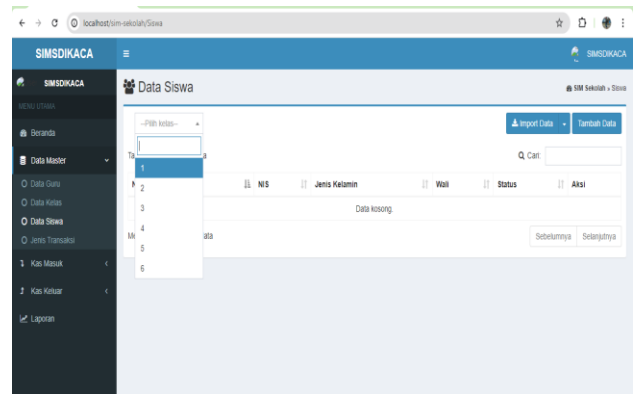 localhost/sim-sekolah/Siswa
SIMSDIKACA
SIMSDIKACA
SIMSDIKACA
MENU UTAMA
Beranda
Data Master
Data Guru
Data Kelas
Data Siswa
Jenis Transaksi
Kas Masuk
Kas Keluar
Laporan
Data Siswa
SIM Sekolah > Siswa
--Pilih kelas--
Import Data
Tambah Data
Ta a
Cari:
1
2
3
4
5
6
N NIS Jenis Kelamin Wali Status Aksi
Data kosong.
Me ata
Sebelumnya Selanjutnya